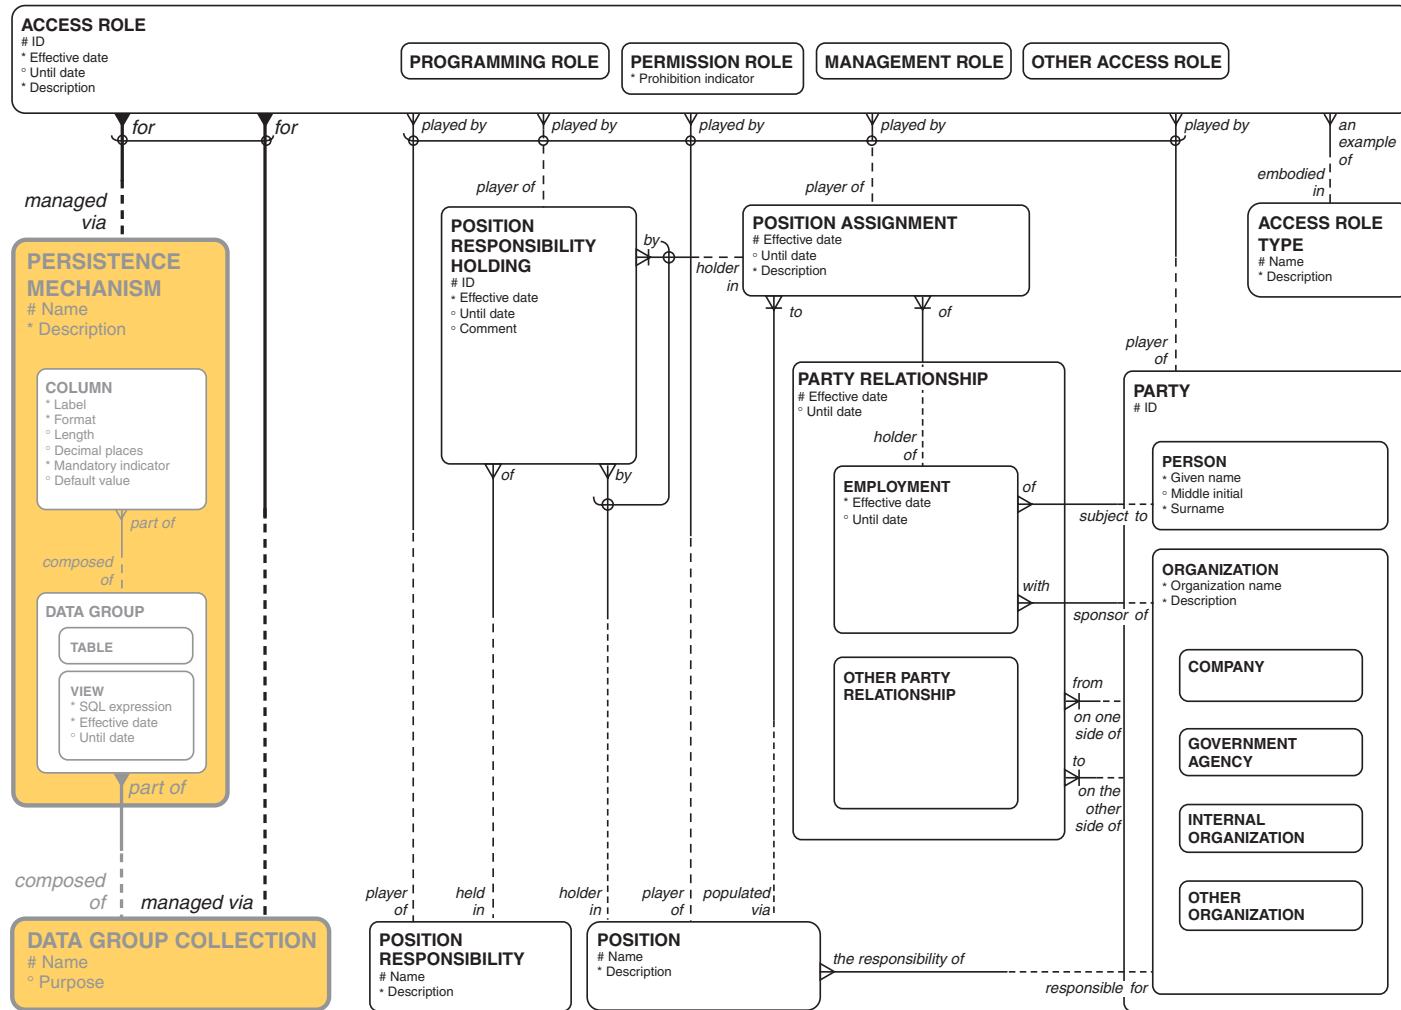 ACCESS ROLE
# ID
* Effective date
° Until date
* Description
PROGRAMMING ROLE
PERMISSION ROLE
* Prohibition indicator
MANAGEMENT ROLE
OTHER ACCESS ROLE
for
for
played by
played by
played by
played by
played by
an
example
of
managed
via
player of
player of
embodied
in
PERSISTENCE
MECHANISM
# Name
* Description
POSITION
RESPONSIBILITY
HOLDING
# ID
* Effective date
° Until date
° Comment
by
holder
in
POSITION ASSIGNMENT
# Effective date
° Until date
* Description
ACCESS ROLE
TYPE
# Name
* Description
to
of
player
of
COLUMN
* Label
* Format
° Length
° Decimal places
* Mandatory indicator
° Default value
PARTY RELATIONSHIP
# Effective date
° Until date
holder
of
PARTY
# ID
of
by
EMPLOYMENT
* Effective date
° Until date
of
subject to
PERSON
* Given name
° Middle initial
* Surname
part of
composed
of
with
sponsor of
ORGANIZATION
* Organization name
* Description
DATA GROUP
TABLE
VIEW
* SQL expression
* Effective date
° Until date
OTHER PARTY
RELATIONSHIP
from
on one
side of
to
on the
other
side of
COMPANY
GOVERNMENT
AGENCY
INTERNAL
ORGANIZATION
OTHER
ORGANIZATION
part of
composed
of
managed via
player
of
held
in
holder
in
player
of
populated
via
DATA GROUP COLLECTION
# Name
° Purpose
POSITION
RESPONSIBILITY
# Name
* Description
POSITION
# Name
* Description
the responsibility of
responsible for